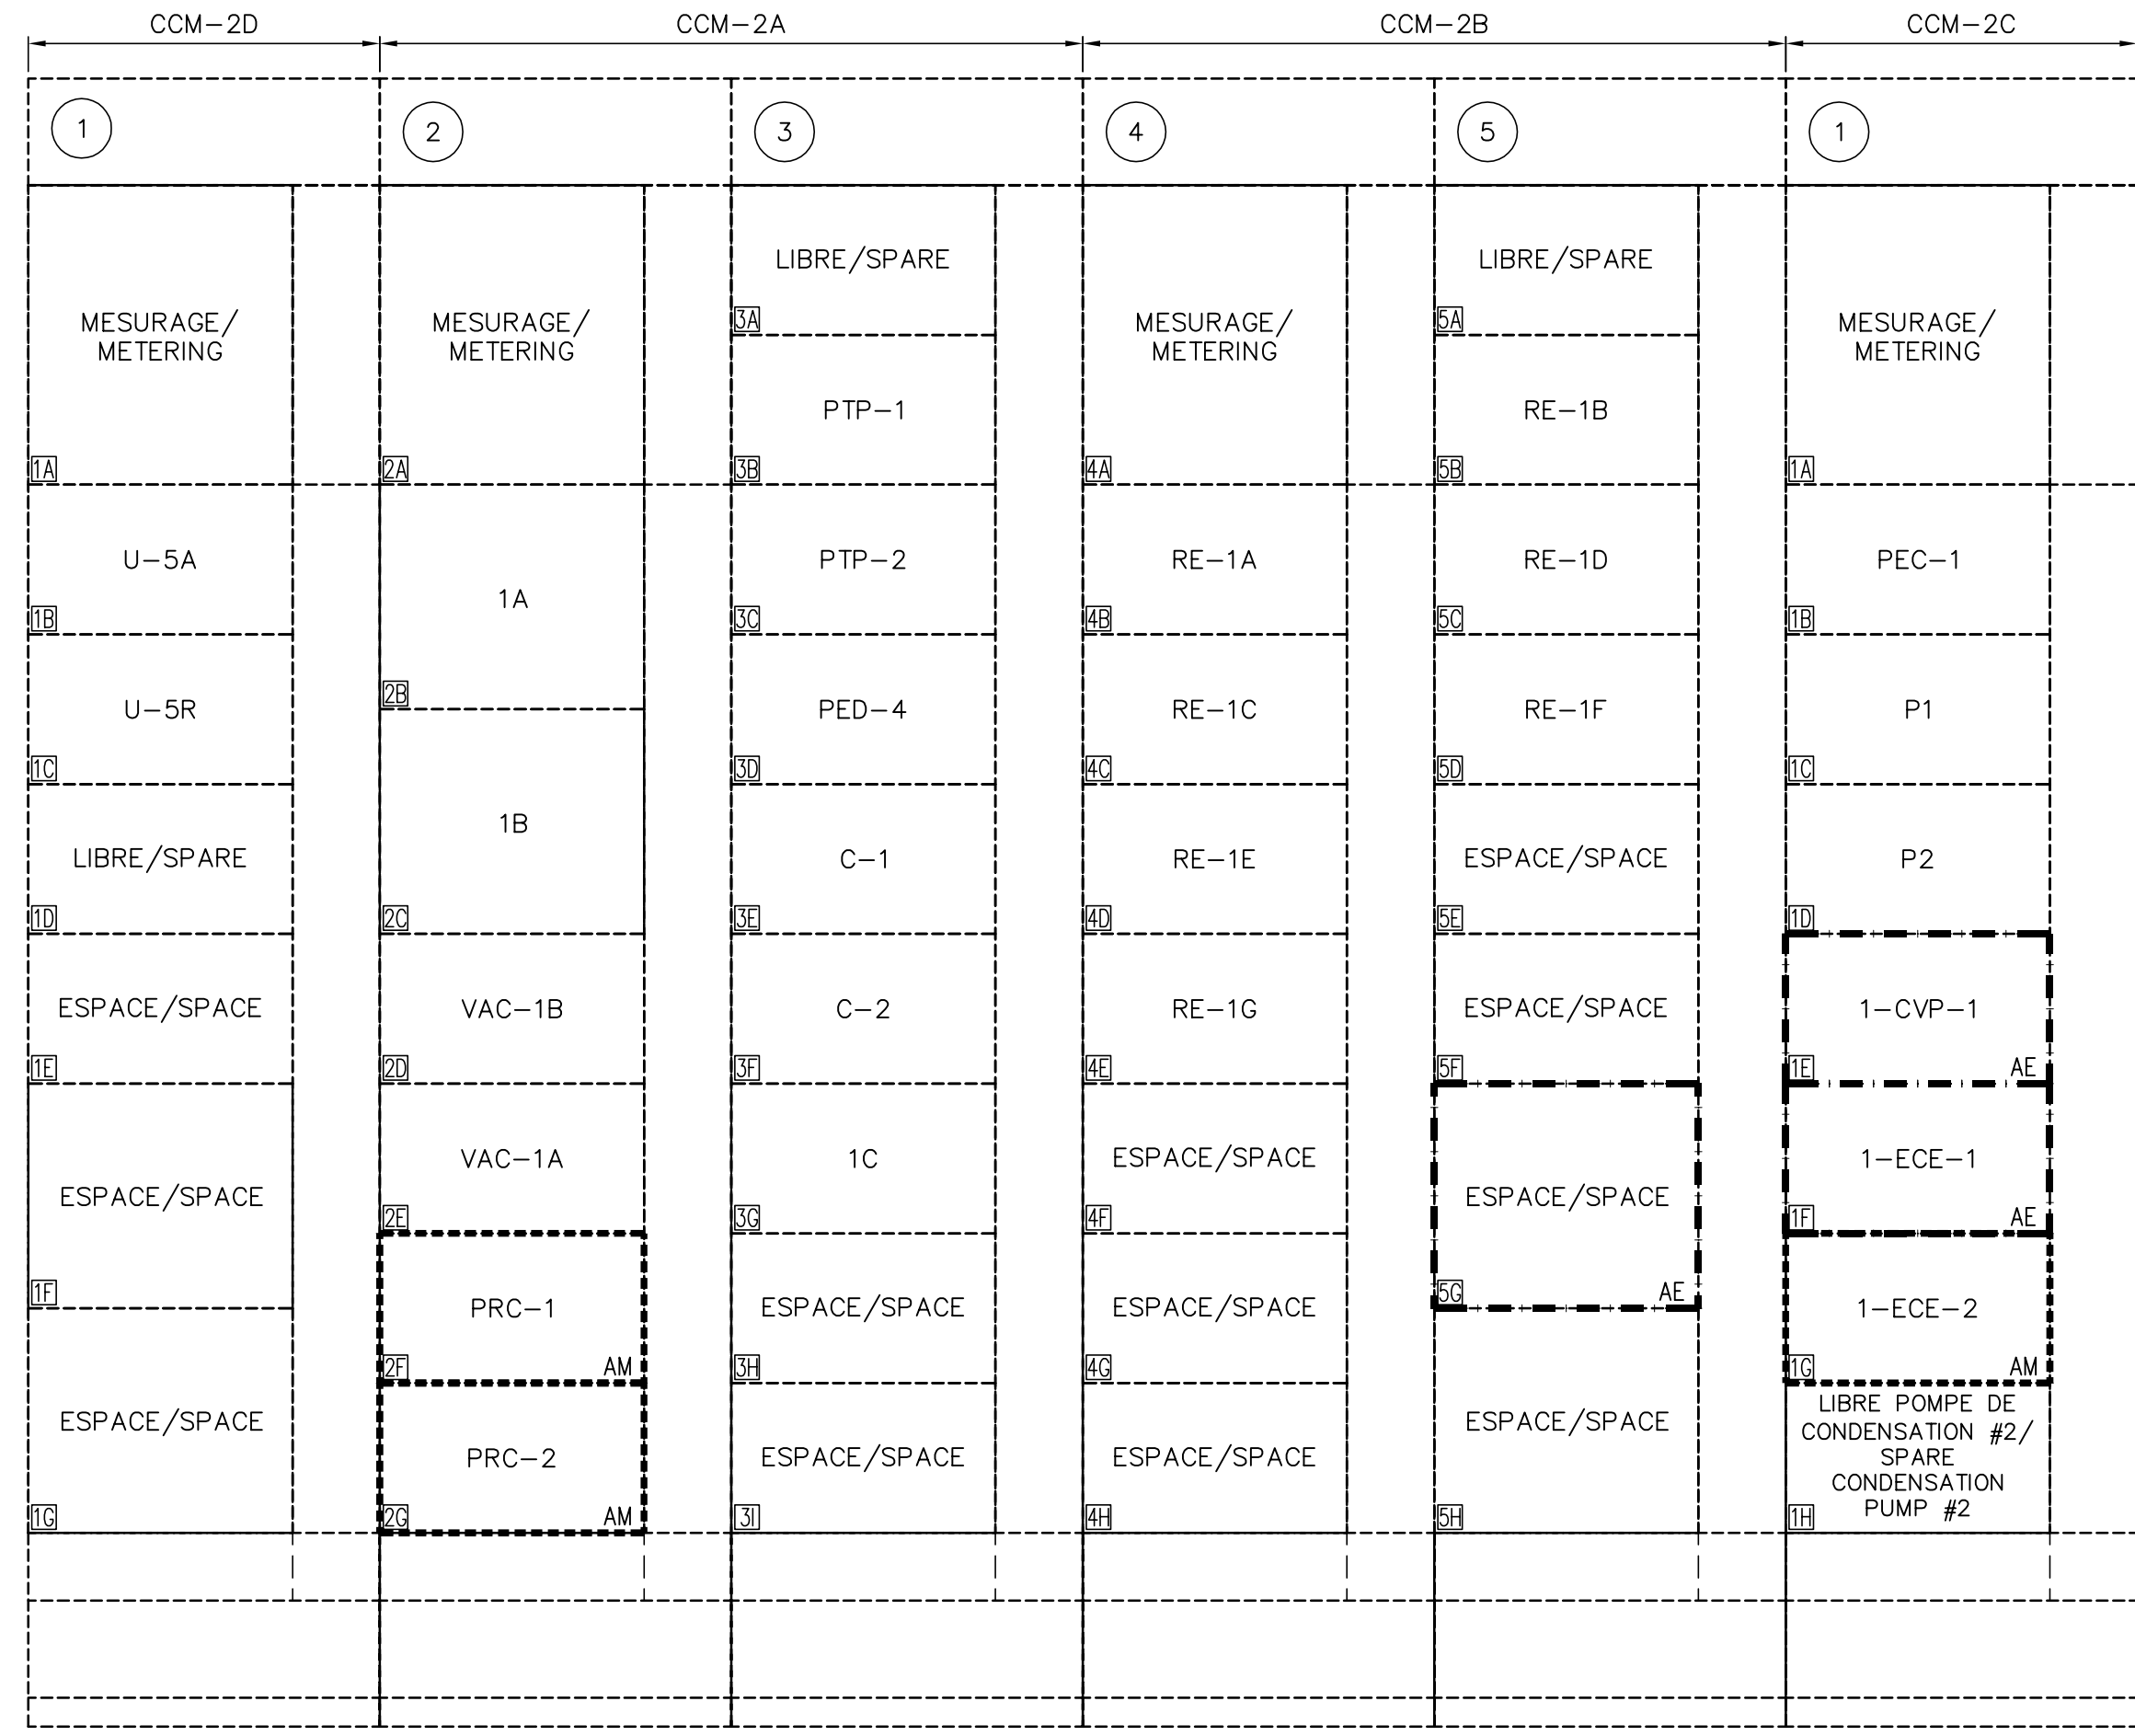 CCM-2D
CCM-2A
CCM-2B
CCM-2C
1
2
3
4
5
1
MESURAGE/
METERING
1A
U-5A
1B
U-5R
1C
LIBRE/SPARE
1D
ESPACE/SPACE
1E
ESPACE/SPACE
1F
ESPACE/SPACE
1G
MESURAGE/
METERING
2A
1A
2B
1B
2C
VAC-1B
2D
VAC-1A
2E
PRC-1
2F AM
PRC-2
2G AM
LIBRE/SPARE
3A
PTP-1
3B
PTP-2
3C
PED-4
3D
C-1
3E
C-2
3F
1C
3G
ESPACE/SPACE
3H
ESPACE/SPACE
3I
MESURAGE/
METERING
4A
RE-1A
4B
RE-1C
4C
RE-1E
4D
RE-1G
4E
ESPACE/SPACE
4F
ESPACE/SPACE
4G
ESPACE/SPACE
4H
LIBRE/SPARE
5A
RE-1B
5B
RE-1D
5C
RE-1F
5D
ESPACE/SPACE
5E
ESPACE/SPACE
5F
ESPACE/SPACE
5G AE
ESPACE/SPACE
5H
MESURAGE/
METERING
1A
PEC-1
1B
P1
1C
P2
1D
1-CVP-1
1E AE
1-ECE-1
1F AE
1-ECE-2
1G AM
LIBRE POMPE DE
CONDENSATION #2/
SPARE
CONDENSATION
PUMP #2
1H